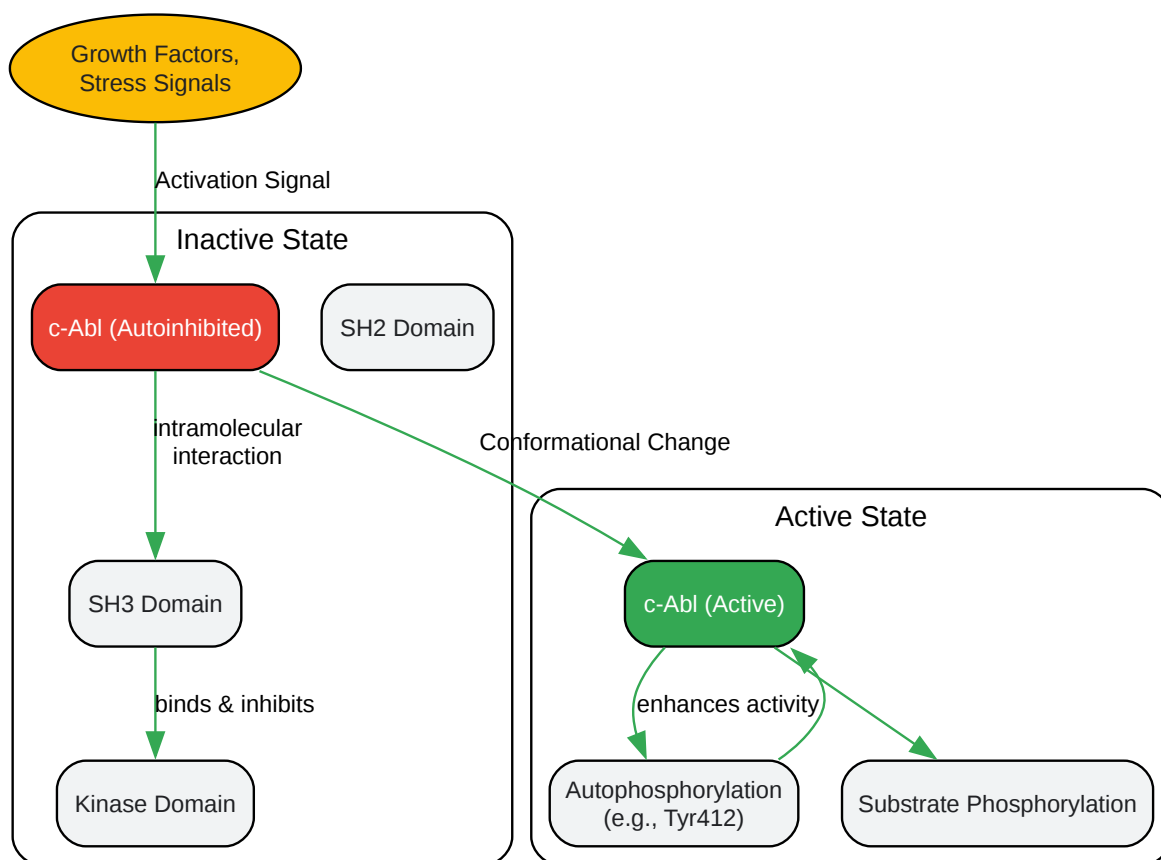 Growth Factors,
Stress Signals
Activation Signal
Inactive State
c-Abl (Autoinhibited)
SH2 Domain
intramolecular
interaction
Conformational Change
Active State
SH3 Domain
c-Abl (Active)
binds & inhibits
enhances activity
Kinase Domain
Autophosphorylation
(e.g., Tyr412)
Substrate Phosphorylation